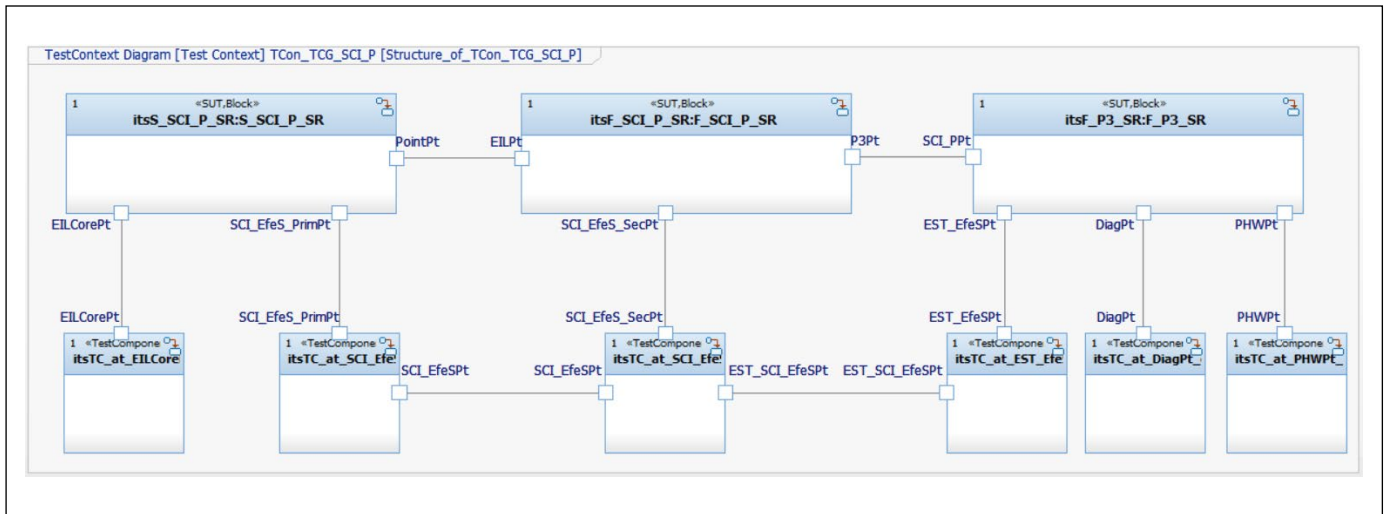 TestContext Diagram [Test Context] TCon_TCG_SCI_P [Structure_of_TCon_TCG_SCI_P]
1 «SUT,Block»
itsS_SCI_P_SR:S_SCI_P_SR
1 «SUT,Block»
itsF_SCI_P_SR:F_SCI_P_SR
1 «SUT,Block»
itsF_P3_SR:F_P3_SR
PointPt EILPt P3Pt SCI_PPt
EILCorePt SCI_EfeS_PrimPt SCI_EfeS_SecPt EST_EfeSPt DiagPt PHWPt
EILCorePt SCI_EfeS_PrimPt SCI_EfeS_SecPt EST_EfeSPt DiagPt PHWPt
1 «TestCompone
itsTC_at_EILCore
1 «TestCompone
itsTC_at_SCI_Efe
1 «TestCompone
itsTC_at_SCI_Efe
1 «TestCompone
itsTC_at_EST_Efe
1 «TestCompone
itsTC_at_DiagPt_
1 «TestCompone
itsTC_at_PHWPt_
SCI_EfeSPt SCI_EfeSPt EST_SCI_EfeSPt EST_SCI_EfeSPt